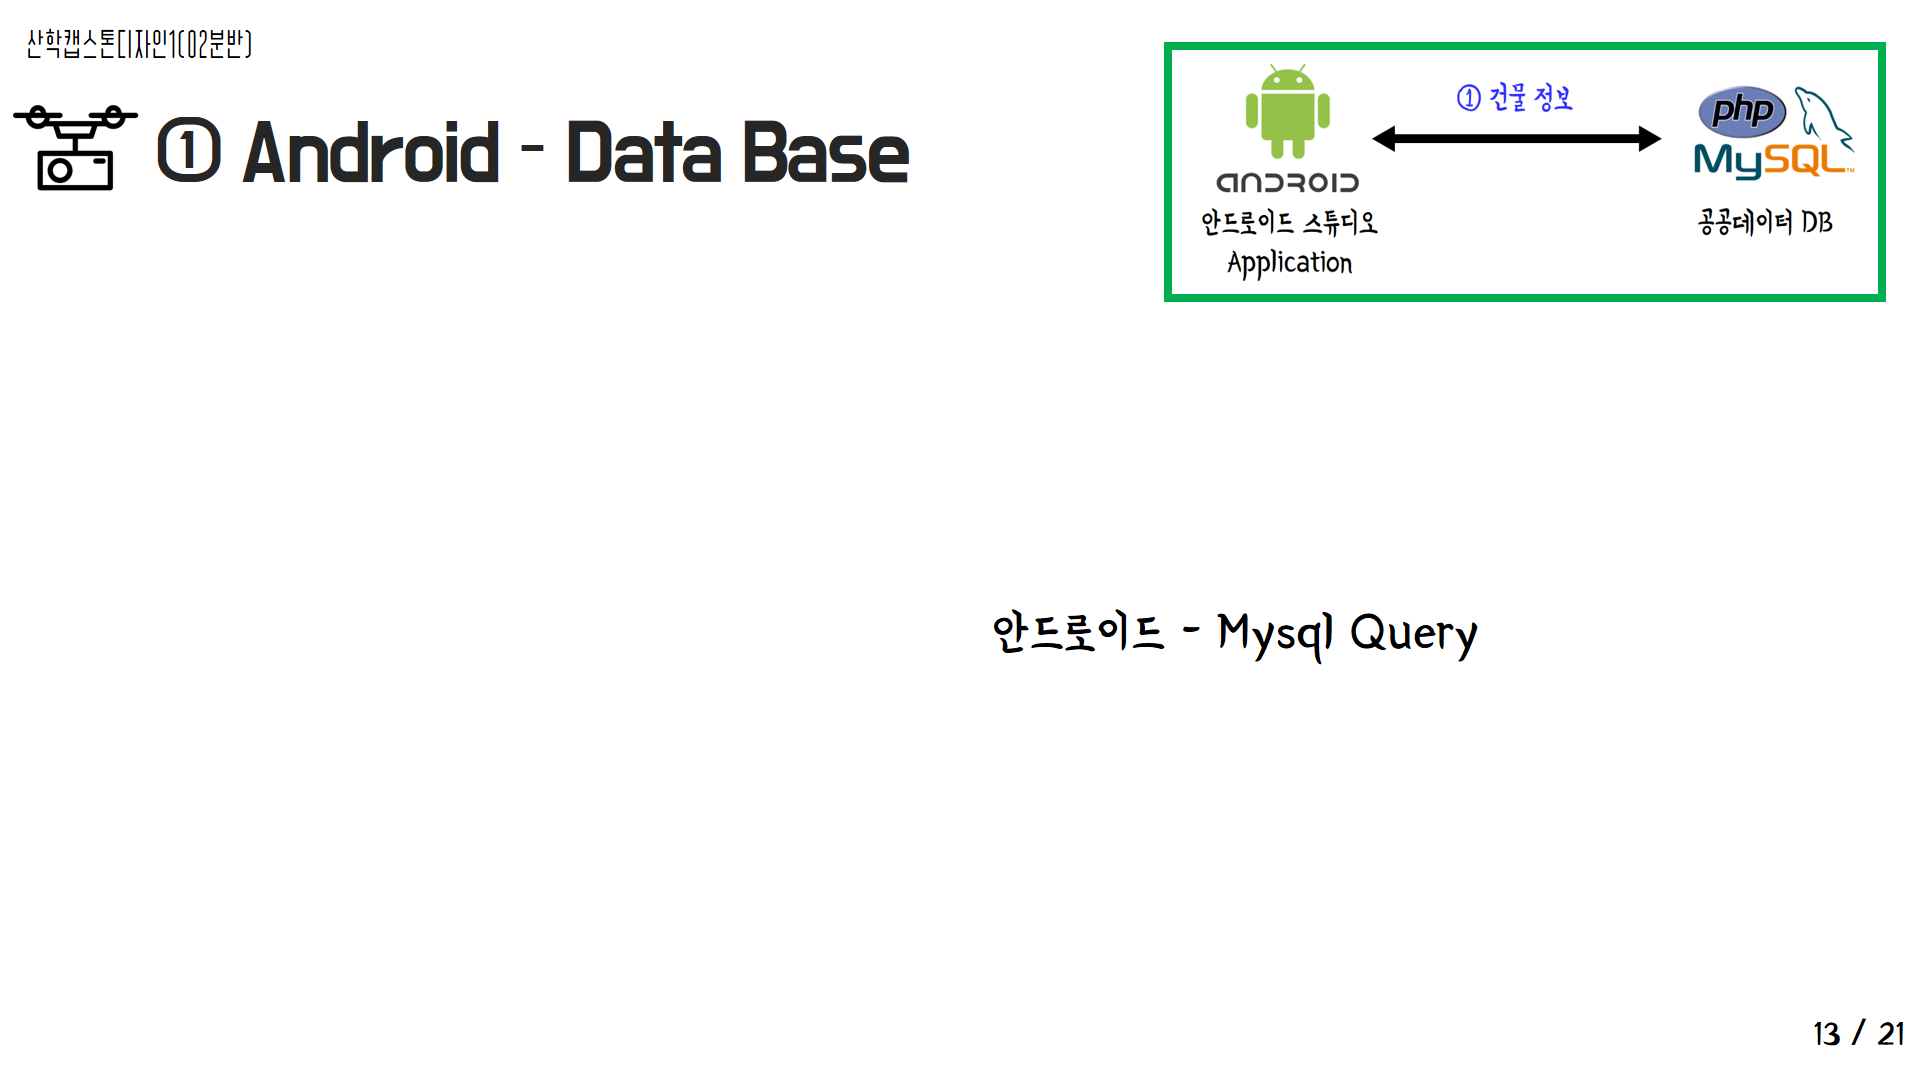 산학캡스톤디자인1(02분반)
① Android - Data Base
① 건물 정보
php
MySQL™
ANDROID
안드로이드 스튜디오
Application
공공데이터 DB
안드로이드 - Mysql Query
13 / 21